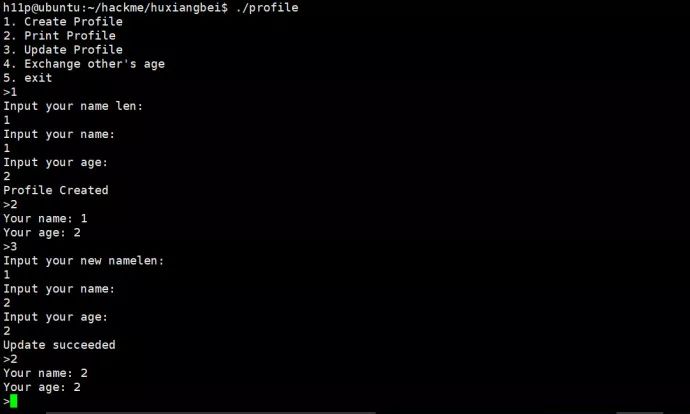 h11p@ubuntu:~/hackme/huxiangbei$ ./profile
1. Create Profile
2. Print Profile
3. Update Profile
4. Exchange other's age
5. exit
>1
Input your name len:
1
Input your name:
1
Input your age:
2
Profile Created
>2
Your name: 1
Your age: 2
>3
Input your new namelen:
1
Input your name:
2
Input your age:
2
Update succeeded
>2
Your name: 2
Your age: 2
>